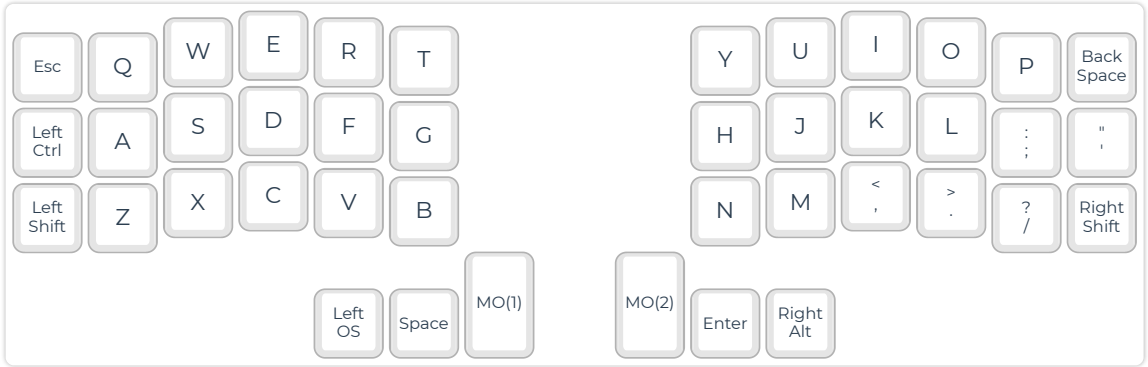 Esc Q W E R T Y U I O P Back Space
Left Ctrl A S D F G H J K L : ; " '
Left Shift Z X C V B N M < , > . ? / Right Shift
Left OS Space MO(1) MO(2) Enter Right Alt